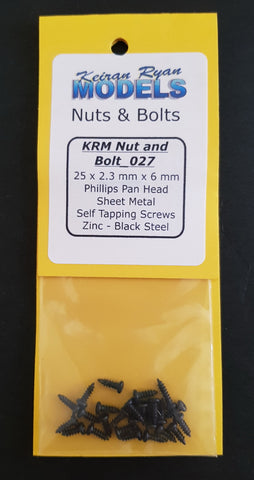 Keiran Ryan
MODELS
Nuts & Bolts
KRM Nut and
Bolt_027
25 x 2.3 mm x 6 mm
Phillips Pan Head
Sheet Metal
Self Tapping Screws
Zinc - Black Steel